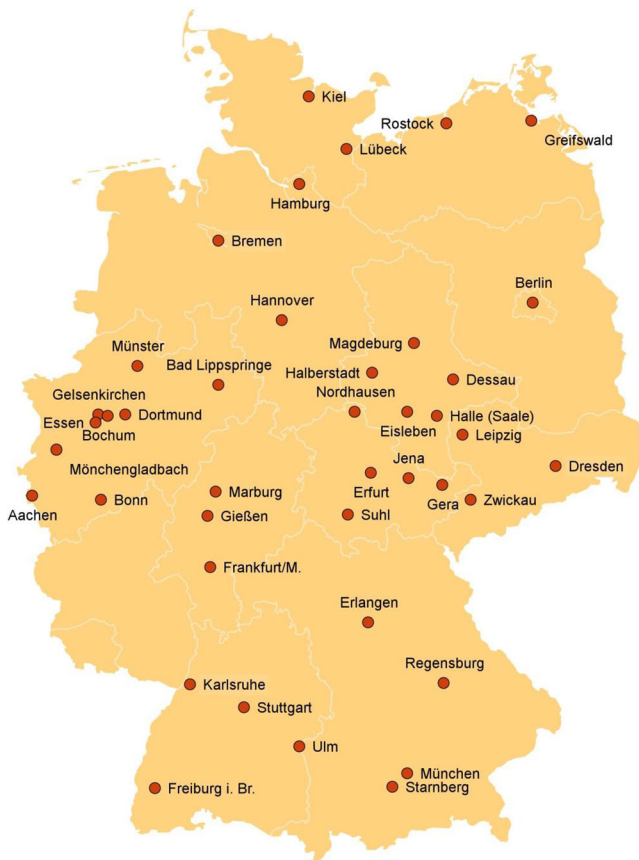 Kiel
Rostock
Greifswald
Lübeck
Hamburg
Bremen
Berlin
Hannover
Magdeburg
Münster
Bad Lippspringe
Halberstadt
Dessau
Gelsenkirchen
Nordhausen
Essen
Dortmund
Halle (Saale)
Bochum
Eisleben
Leipzig
Mönchengladbach
Jena
Dresden
Marburg
Erfurt
Aachen
Bonn
Gera
Zwickau
Gießen
Suhl
Frankfurt/M.
Erlangen
Regensburg
Karlsruhe
Stuttgart
Ulm
München
Freiburg i. Br.
Starnberg